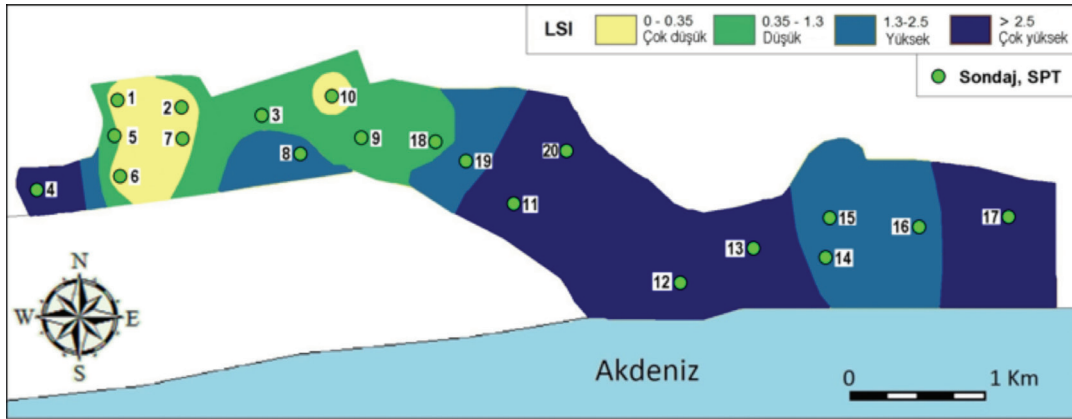 LSI
0 - 0.35
Çok düşük
0.35 - 1.3
Düşük
1.3-2.5
Yüksek
> 2.5
Çok yüksek
Sondaj, SPT
1
2
3
10
5
7
9
18
8
19
20
6
4
11
15
16
17
13
14
12
N
W
E
S
Akdeniz
0
1 Km